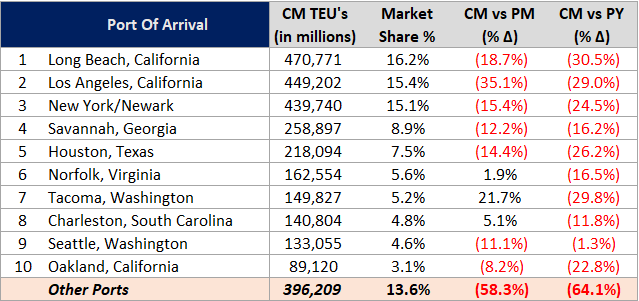 Port Of Arrival CM TEU's (in millions) Market Share % CM vs PM (% Δ) CM vs PY (% Δ)
1 Long Beach, California 470,771 16.2% (18.7%) (30.5%)
2 Los Angeles, California 449,202 15.4% (35.1%) (29.0%)
3 New York/Newark 439,740 15.1% (15.4%) (24.5%)
4 Savannah, Georgia 258,897 8.9% (12.2%) (16.2%)
5 Houston, Texas 218,094 7.5% (14.4%) (26.2%)
6 Norfolk, Virginia 162,554 5.6% 1.9% (16.5%)
7 Tacoma, Washington 149,827 5.2% 21.7% (29.8%)
8 Charleston, South Carolina 140,804 4.8% 5.1% (11.8%)
9 Seattle, Washington 133,055 4.6% (11.1%) (1.3%)
10 Oakland, California 89,120 3.1% (8.2%) (22.8%)
Other Ports 396,209 13.6% (58.3%) (64.1%)